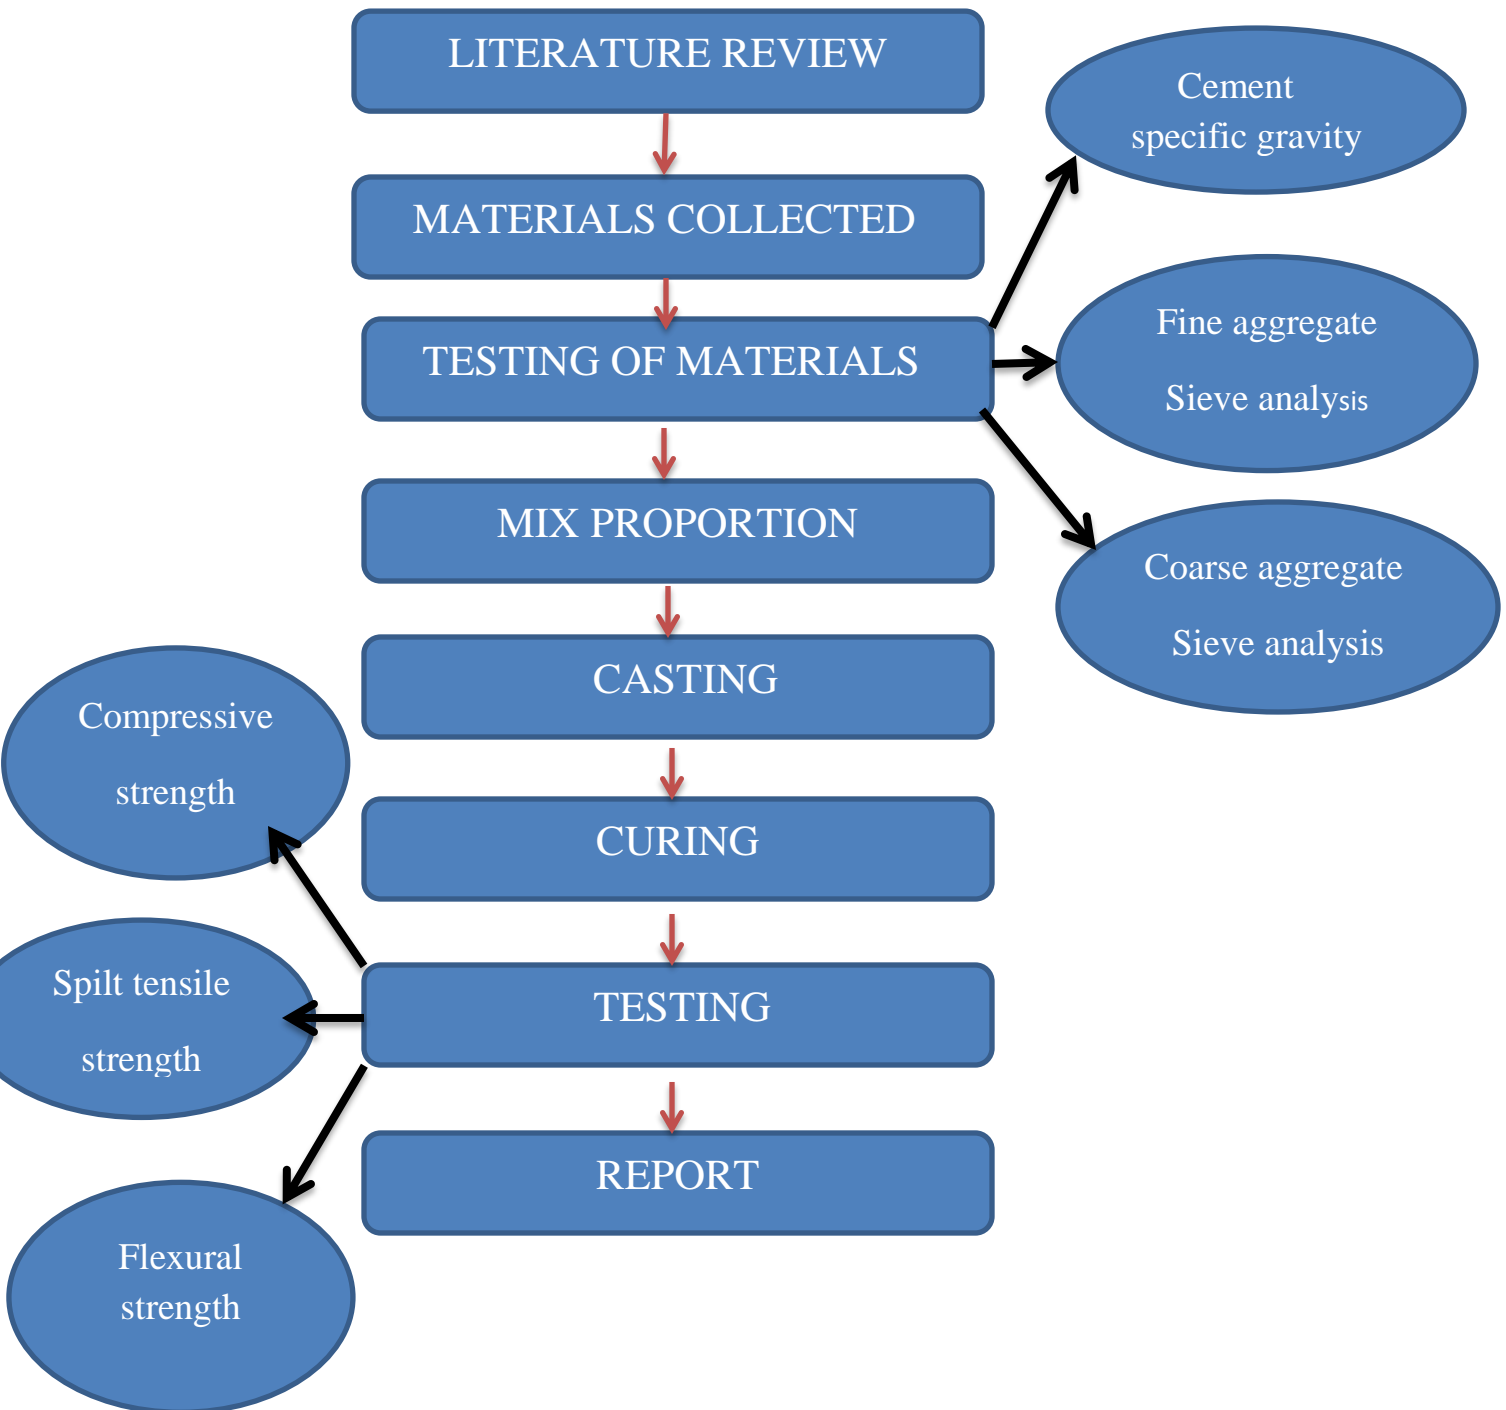 LITERATURE REVIEW
Cement
specific gravity
MATERIALS COLLECTED
Fine aggregate
Sieve analysis
TESTING OF MATERIALS
MIX PROPORTION
Coarse aggregate
Sieve analysis
CASTING
Compressive
strength
CURING
Spilt tensile
strength
TESTING
REPORT
Flexural
strength